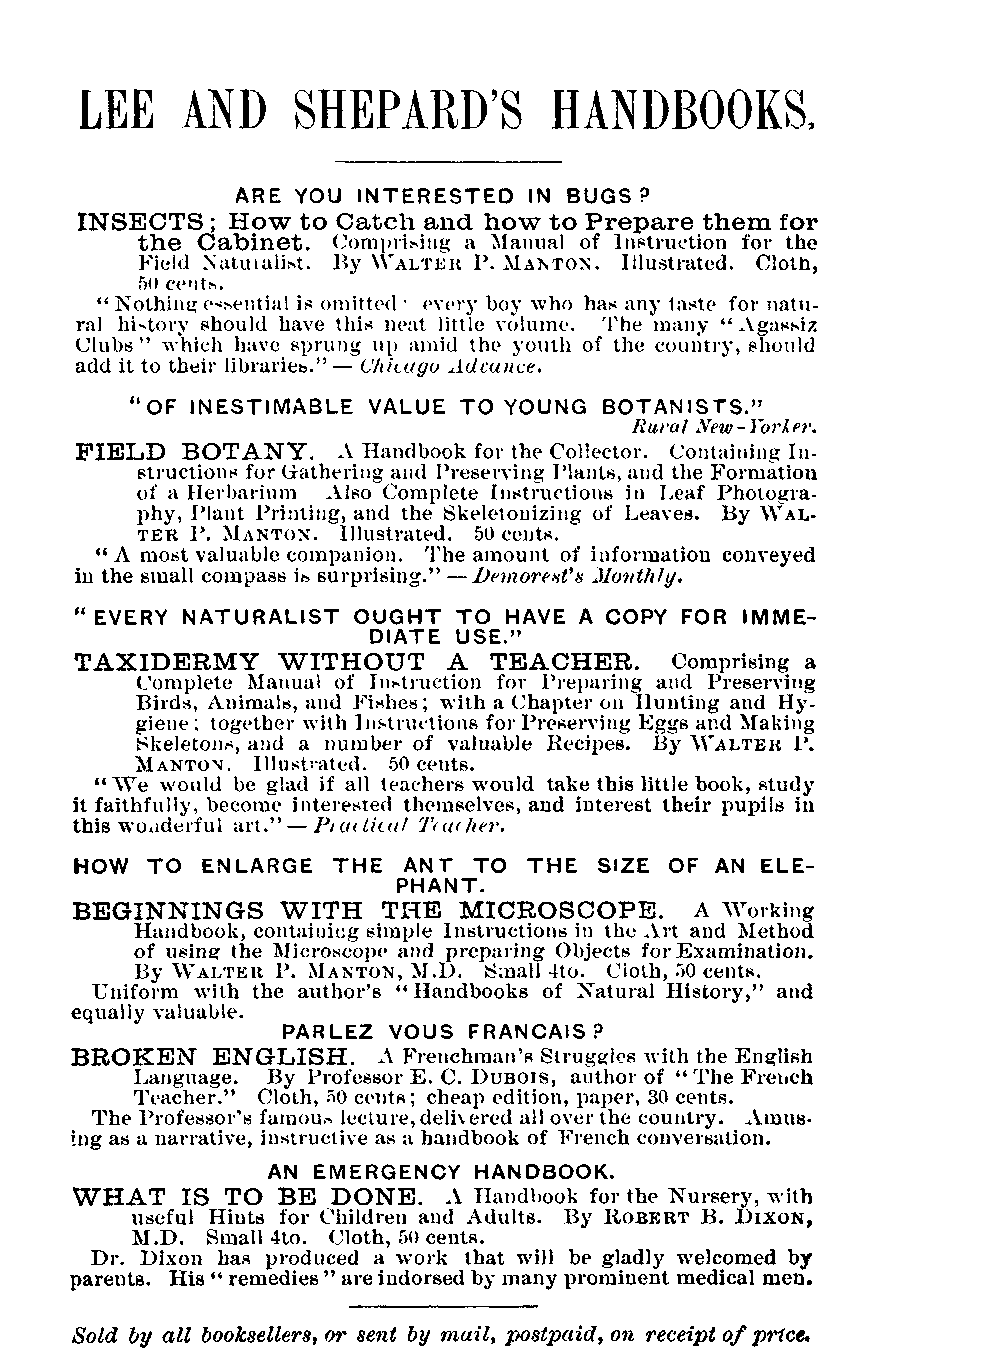 LEE AND SHEPARD'S HANDBOOKS.
ARE YOU INTERESTED IN BUGS?
INSECTS; How to Catch and how to Prepare them for
the Cabinet. Comprising a Manual of Instruction for the
Field Naturalist. By WALTER P. MANTON. Illustrated. Cloth,
50 cents.
"Nothing essential is omitted; every boy who has any taste for natu-
ral history should have this neat little volume. The many "Agassiz
Clubs" which have sprung up amid the youth of the country, should
add it to their libraries." — Chicago Advance.
"OF INESTIMABLE VALUE TO YOUNG BOTANISTS."
Rural New-Yorker.
FIELD BOTANY. A Handbook for the Collector. Containing In-
structions for Gathering and Preserving Plants, and the Formation
of a Herbarium Also Complete Instructions in Leaf Photogra-
phy, Plant Printing, and the Skeletonizing of Leaves. By WAL-
TER P. MANTON. Illustrated. 50 cents.
"A most valuable companion. The amount of information conveyed
in the small compass is surprising." — Demorest's Monthly.
"EVERY NATURALIST OUGHT TO HAVE A COPY FOR IMME-
DIATE USE."
TAXIDERMY WITHOUT A TEACHER. Comprising a
Complete Manual of Instruction for Preparing and Preserving
Birds, Animals, and Fishes; with a Chapter on Hunting and Hy-
giene; together with Instructions for Preserving Eggs and Making
Skeletons, and a number of valuable Recipes. By WALTER P.
MANTON. Illustrated. 50 cents.
"We would be glad if all teachers would take this little book, study
it faithfully, become interested themselves, and interest their pupils in
this wonderful art." — Practical Teacher.
HOW TO ENLARGE THE ANT TO THE SIZE OF AN ELE-
PHANT.
BEGINNINGS WITH THE MICROSCOPE. A Working
Handbook, containing simple Instructions in the Art and Method
of using the Microscope and preparing Objects for Examination.
By WALTER P. MANTON, M.D. Small 4to. Cloth, 50 cents.
Uniform with the author's "Handbooks of Natural History," and
equally valuable.
PARLEZ VOUS FRANCAIS?
BROKEN ENGLISH. A Frenchman's Struggles with the English
Language. By Professor E. C. DUBOIS, author of "The French
Teacher." Cloth, 50 cents; cheap edition, paper, 30 cents.
The Professor's famous lecture, delivered all over the country. Amus-
ing as a narrative, instructive as a handbook of French conversation.
AN EMERGENCY HANDBOOK.
WHAT IS TO BE DONE. A Handbook for the Nursery, with
useful Hints for Children and Adults. By ROBERT B. DIXON,
M.D. Small 4to. Cloth, 50 cents.
Dr. Dixon has produced a work that will be gladly welcomed by
parents. His "remedies" are indorsed by many prominent medical men.
Sold by all booksellers, or sent by mail, postpaid, on receipt of price.